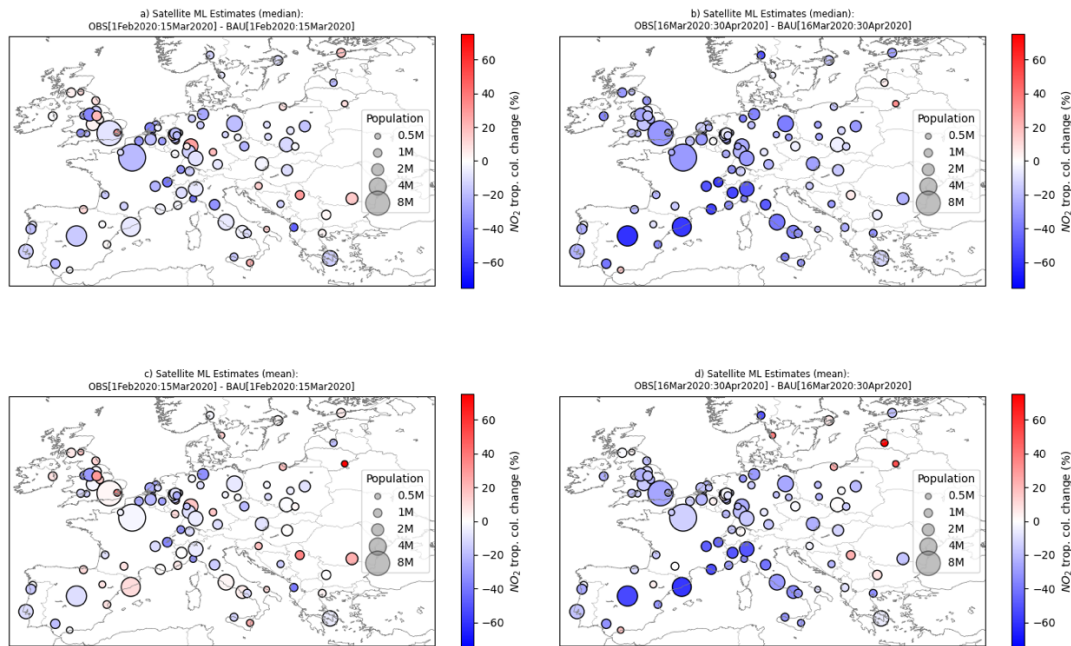 a) Satellite ML Estimates (median):
OBS[1Feb2020:15Mar2020] - BAU[1Feb2020:15Mar2020]
Population
0.5M
1M
2M
4M
8M
60
40
20
0
−20
−40
−60
NO₂ trop. col. change (%)
b) Satellite ML Estimates (median):
OBS[16Mar2020:30Apr2020] - BAU[16Mar2020:30Apr2020]
Population
0.5M
1M
2M
4M
8M
60
40
20
0
−20
−40
−60
NO₂ trop. col. change (%)
c) Satellite ML Estimates (mean):
OBS[1Feb2020:15Mar2020] - BAU[1Feb2020:15Mar2020]
Population
0.5M
1M
2M
4M
8M
60
40
20
0
−20
−40
−60
NO₂ trop. col. change (%)
d) Satellite ML Estimates (mean):
OBS[16Mar2020:30Apr2020] - BAU[16Mar2020:30Apr2020]
Population
0.5M
1M
2M
4M
8M
60
40
20
0
−20
−40
−60
NO₂ trop. col. change (%)